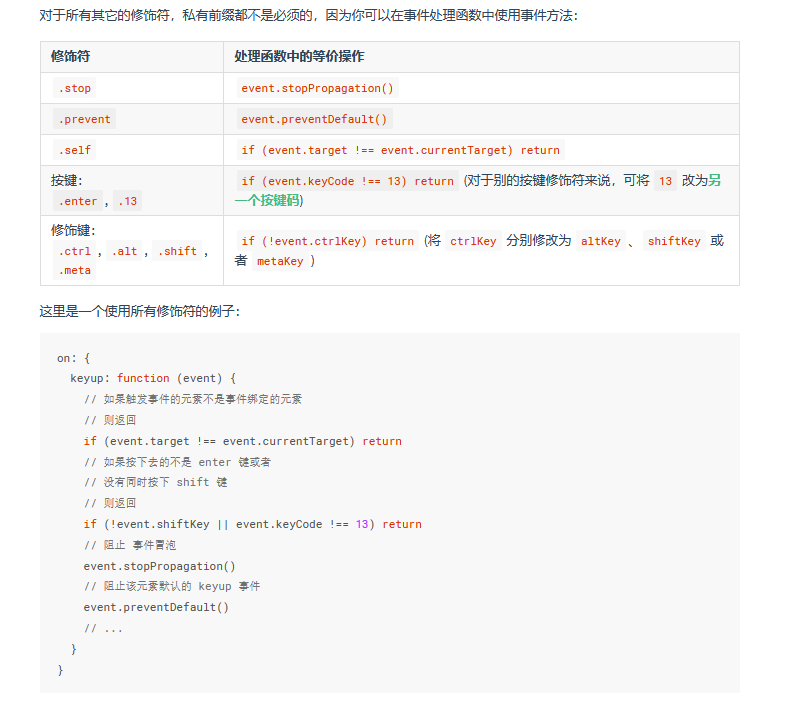 对于所有其它的修饰符，私有前缀都不是必须的，因为你可以在事件处理函数中使用事件方法：
修饰符 处理函数中的等价操作
.stop event.stopPropagation()
.prevent event.preventDefault()
.self if (event.target !== event.currentTarget) return
按键：
.enter , .13
if (event.keyCode !== 13) return (对于别的按键修饰符来说，可将 13 改为另
一个按键码)
修饰键：
.ctrl , .alt , .shift ,
.meta
if (!event.ctrlKey) return (将 ctrlKey 分别修改为 altKey 、 shiftKey 或
者 metaKey )
这里是一个使用所有修饰符的例子：
on: {
keyup: function (event) {
// 如果触发事件的元素不是事件绑定的元素
// 则返回
if (event.target !== event.currentTarget) return
// 如果按下去的不是 enter 键或者
// 没有同时按下 shift 键
// 则返回
if (!event.shiftKey || event.keyCode !== 13) return
// 阻止 事件冒泡
event.stopPropagation()
// 阻止该元素默认的 keyup 事件
event.preventDefault()
// ...
}
}